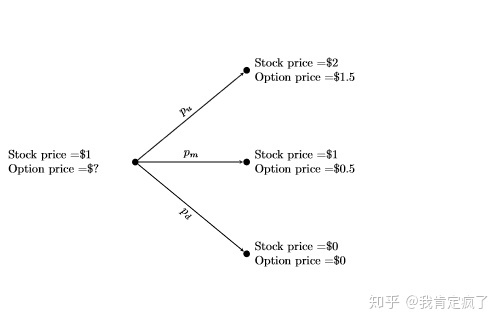 Stock price =$2
Option price =$1.5
p_u
Stock price =$1
Option price =$?
p_m
Stock price =$1
Option price =$0.5
p_d
Stock price =$0
Option price =$0
知乎 @我肯定疯了